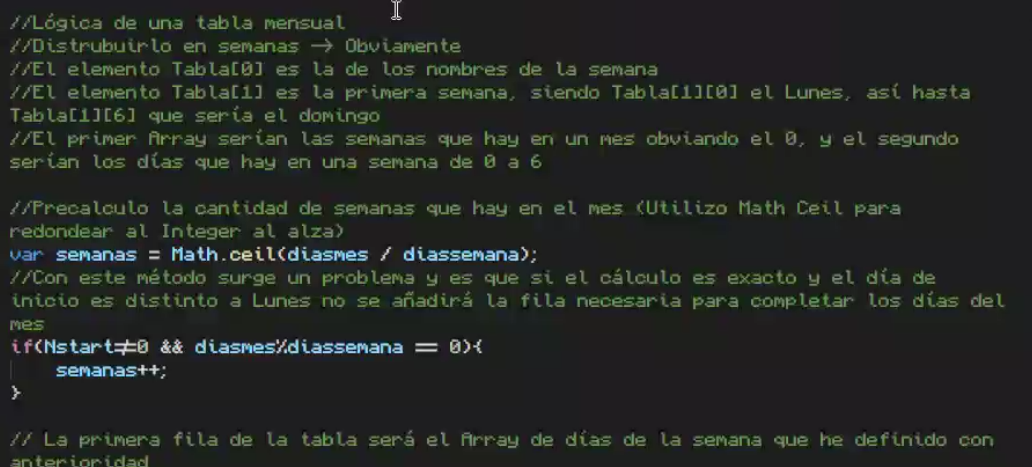 //Lógica de una tabla mensual
//Distrubuirlo en semanas -> Obviamente
//El elemento Tabla[0] es la de los nombres de la semana
//El elemento Tabla[1] es la primera semana, siendo Tabla[1][0] el Lunes, así hasta
Tabla[1][6] que sería el domingo
//El primer Array serían las semanas que hay en un mes obviando el 0, y el segundo
serían los días que hay en una semana de 0 a 6
//Precalculo la cantidad de semanas que hay en el mes (Utilizo Math Ceil para
redondear al Integer al alza)
var semanas = Math.ceil(diasmes / diassemana);
//Con este método surge un problema y es que si el cálculo es exacto y el día de
inicio es distinto a Lunes no se añadirá la fila necesaria para completar los días del
mes
if(Nstart!=0 && diasmes%diassemana == 0){
semanas++;
}
// La primera fila de la tabla será el Array de días de la semana que he definido con
anterioridad